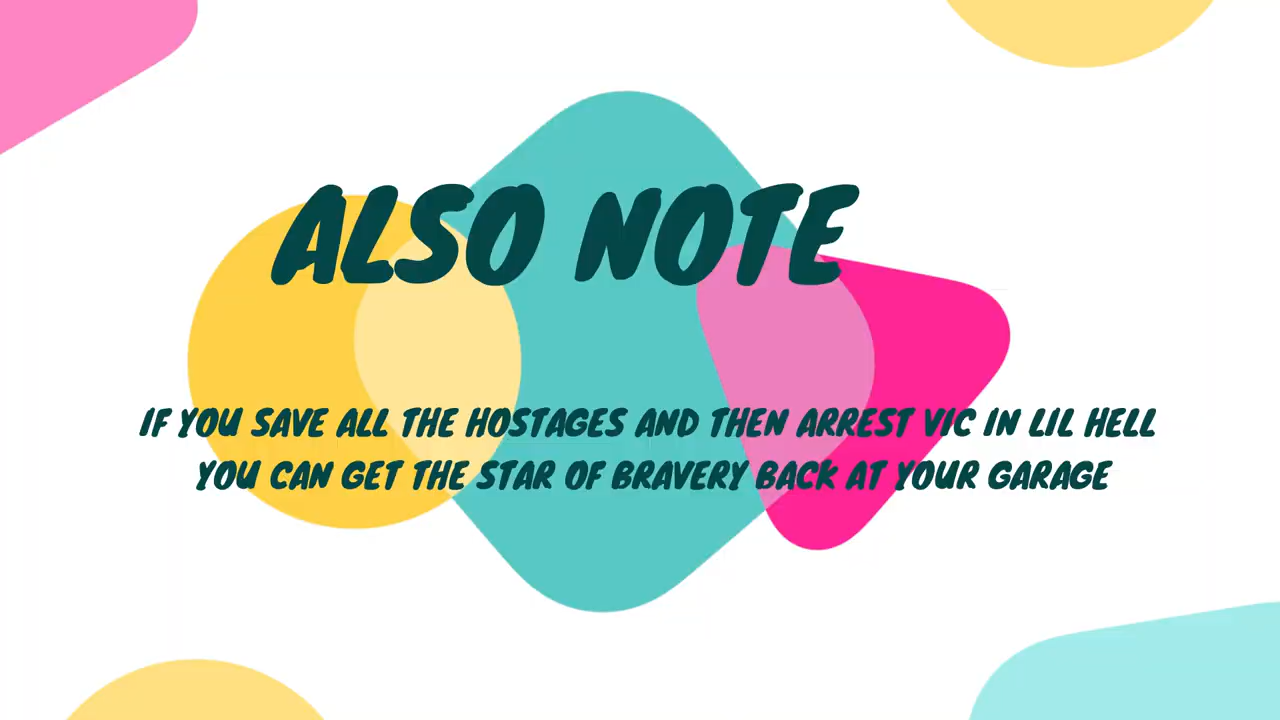 ALSO NOTE
IF YOU SAVE ALL THE HOSTAGES AND THEN ARREST VIC IN LIL HELL
YOU CAN GET THE STAR OF BRAVERY BACK AT YOUR GARAGE